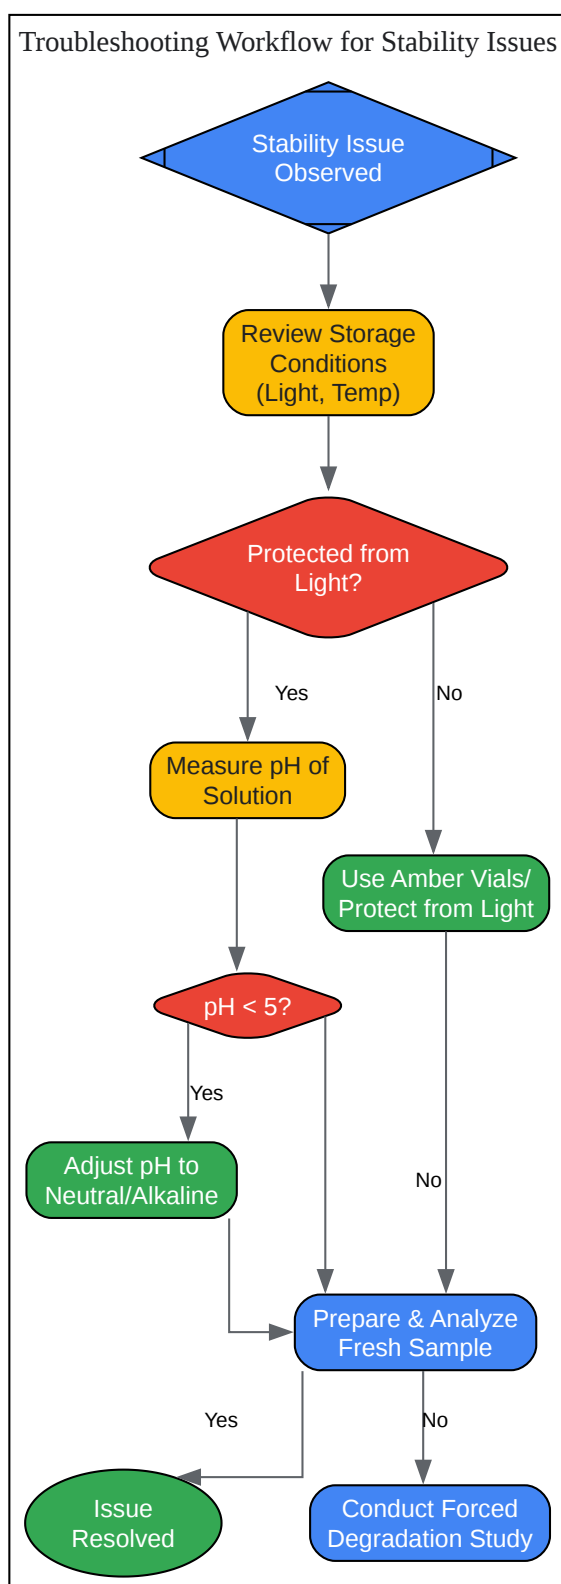 Troubleshooting Workflow for Stability Issues
Stability Issue
Observed
Review Storage
Conditions
(Light, Temp)
Protected from
Light?
Yes
No
Measure pH of
Solution
Use Amber Vials/
Protect from Light
pH < 5?
Yes
Adjust pH to
Neutral/Alkaline
No
Prepare & Analyze
Fresh Sample
Yes
No
Issue
Resolved
Conduct Forced
Degradation Study